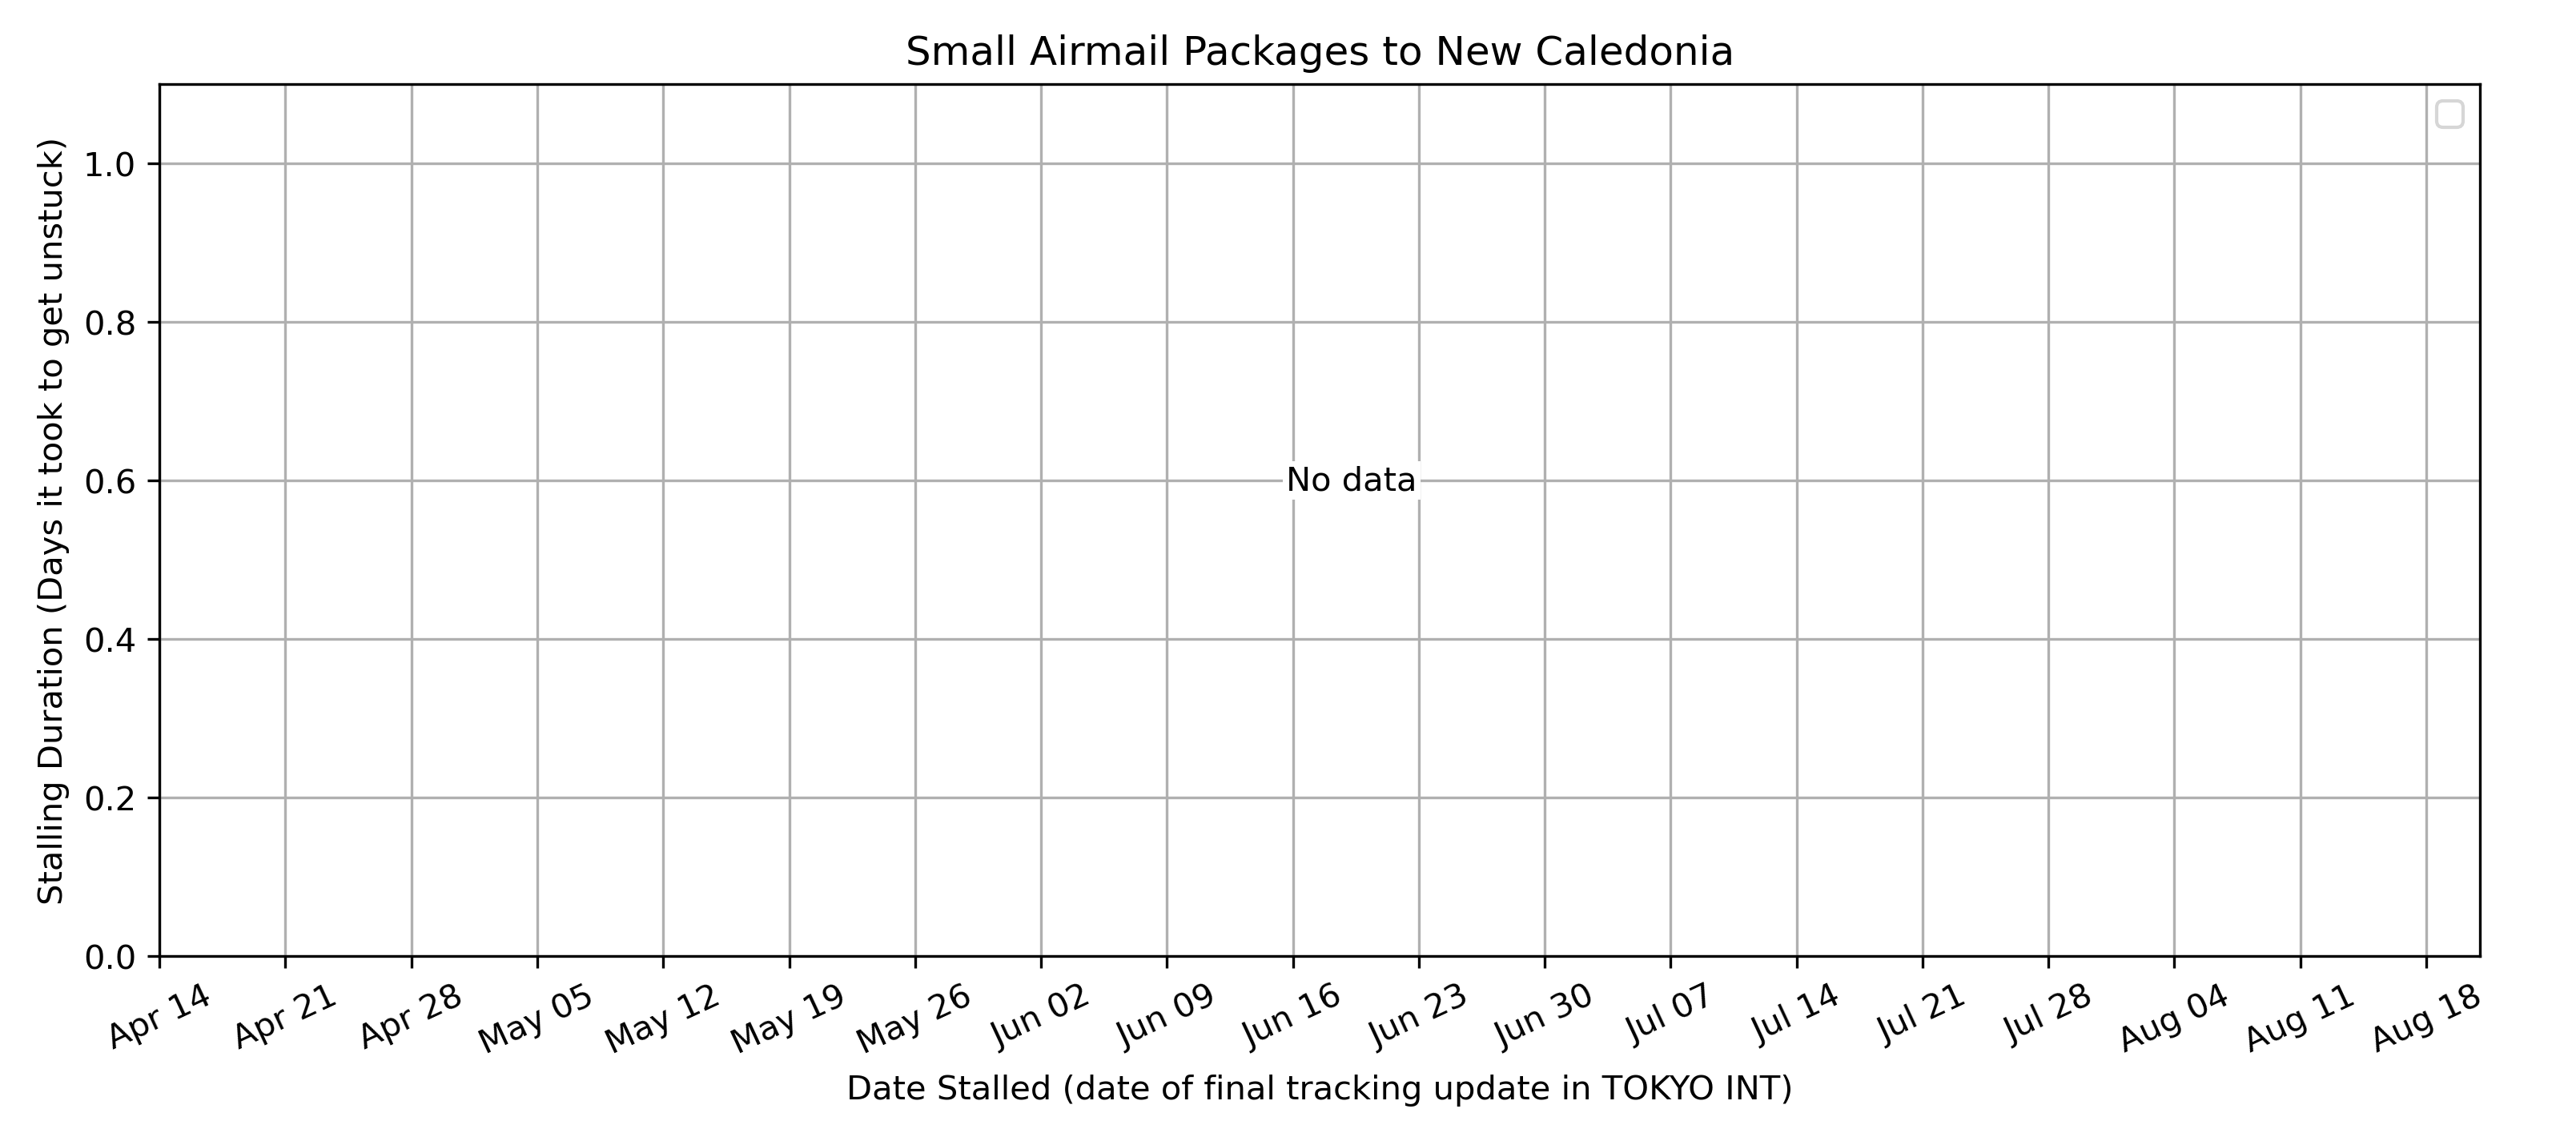 Small Airmail Packages to New Caledonia
Stalling Duration (Days it took to get unstuck)
1.0
0.8
0.6
0.4
0.2
0.0
No data
Apr 14 Apr 21 Apr 28 May 05 May 12 May 19 May 26 Jun 02 Jun 09 Jun 16 Jun 23 Jun 30 Jul 07 Jul 14 Jul 21 Jul 28 Aug 04 Aug 11 Aug 18
Date Stalled (date of final tracking update in TOKYO INT)